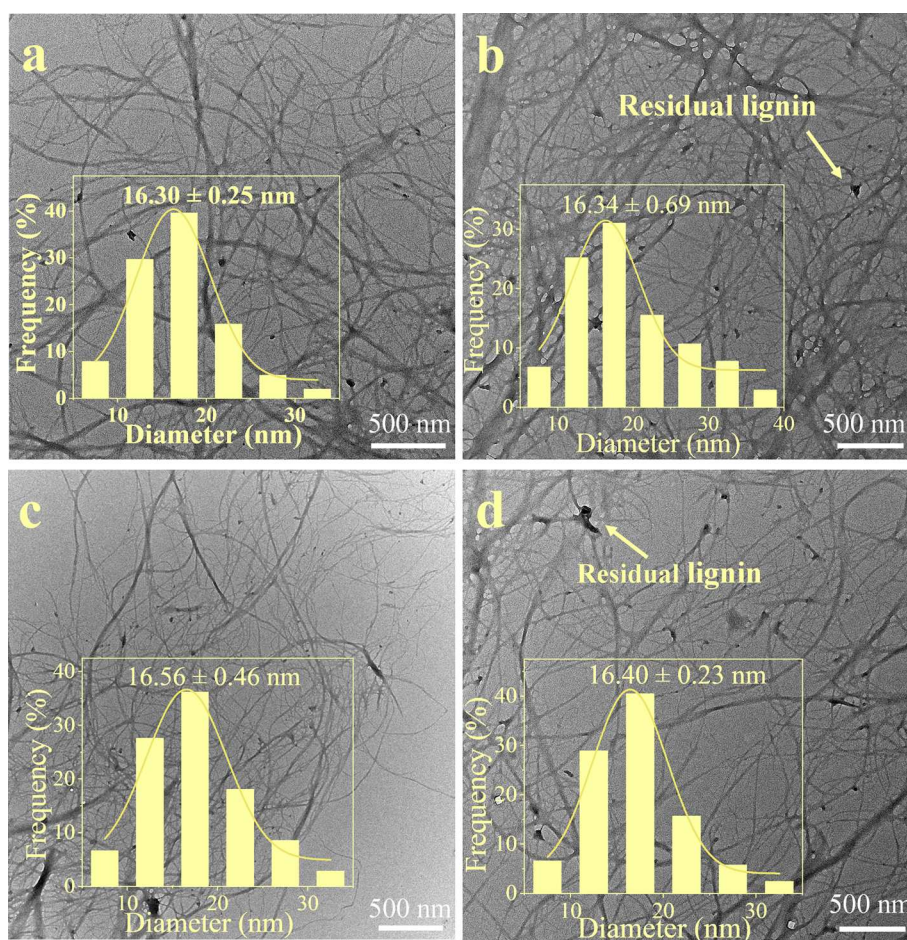 a
16.30 ± 0.25 nm
Frequency (%)
40
30
20
10
0
10 20 30
Diameter (nm)
500 nm
b
Residual lignin
16.34 ± 0.69 nm
Frequency (%)
30
20
10
0
10 20 30 40
Diameter (nm)
500 nm
c
16.56 ± 0.46 nm
Frequency (%)
40
30
20
10
0
10 20 30
Diameter (nm)
500 nm
d
Residual lignin
16.40 ± 0.23 nm
Frequency (%)
40
30
20
10
0
10 20 30
Diameter (nm)
500 nm